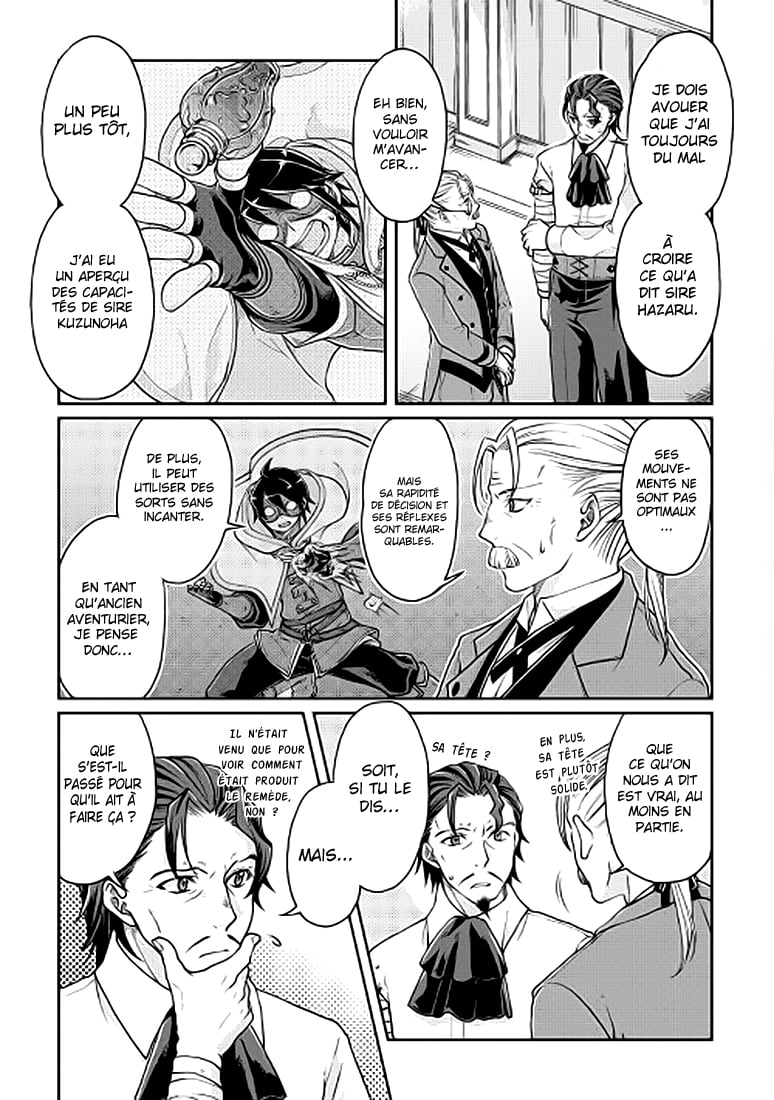 JE DOIS
AVOUER
QUE J'AI
TOUJOURS
DU MAL
À
CROIRE
CE QU'A
DIT SIRE
HAZARU.
EH BIEN,
SANS
VOULOIR
M'AVAN-
CER...
UN PEU
PLUS TÔT,
J'AI EU
UN APERÇU
DES CAPACI-
TÉS DE SIRE
KUZUNOHA
SES
MOUVE-
MENTS NE
SONT PAS
OPTIMAUX
...
MAIS
SA RAPIDITÉ
DE DÉCISION ET
SES RÉFLEXES
SONT REMAR-
QUABLES.
DE PLUS,
IL PEUT
UTILISER DES
SORTS SANS
INCANTER.
EN TANT
QU'ANCIEN
AVENTURIER,
JE PENSE
DONC...
QUE
CE QU'ON
NOUS A DIT
EST VRAI, AU
MOINS EN
PARTIE.
EN PLUS,
SA TÊTE
EST PLUTÔT
SOLIDE.
SA TÊTE ?
SOIT,
SI TU LE
DIS...
MAIS...
IL N'ÉTAIT
VENU QUE POUR
VOIR COMMENT
ÉTAIT PRODUIT
LE REMÈDE,
NON ?
QUE
S'EST-IL
PASSÉ POUR
QU'IL AIT À
FAIRE ÇA ?